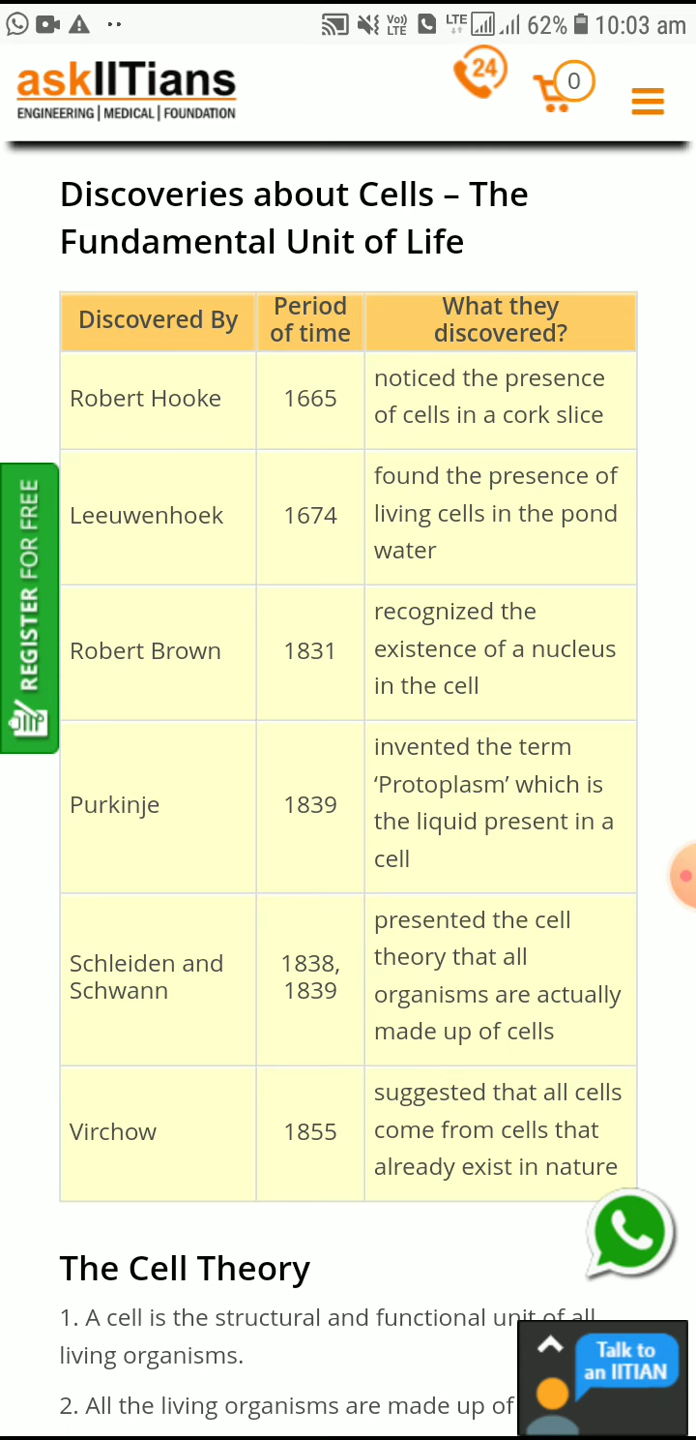 Vo))
LTE
LTE
62%
10:03 am
askIITians
ENGINEERING | MEDICAL | FOUNDATION
24
0
Discoveries about Cells – The
Fundamental Unit of Life
Discovered By
Period
of time
What they
discovered?
Robert Hooke
1665
noticed the presence
of cells in a cork slice
Leeuwenhoek
1674
found the presence of
living cells in the pond
water
Robert Brown
1831
recognized the
existence of a nucleus
in the cell
Purkinje
1839
invented the term
‘Protoplasm’ which is
the liquid present in a
cell
Schleiden and
Schwann
1838,
1839
presented the cell
theory that all
organisms are actually
made up of cells
Virchow
1855
suggested that all cells
come from cells that
already exist in nature
REGISTER FOR FREE
The Cell Theory
1. A cell is the structural and functional unit of all
living organisms.
2. All the living organisms are made up of
Talk to
an IITIAN